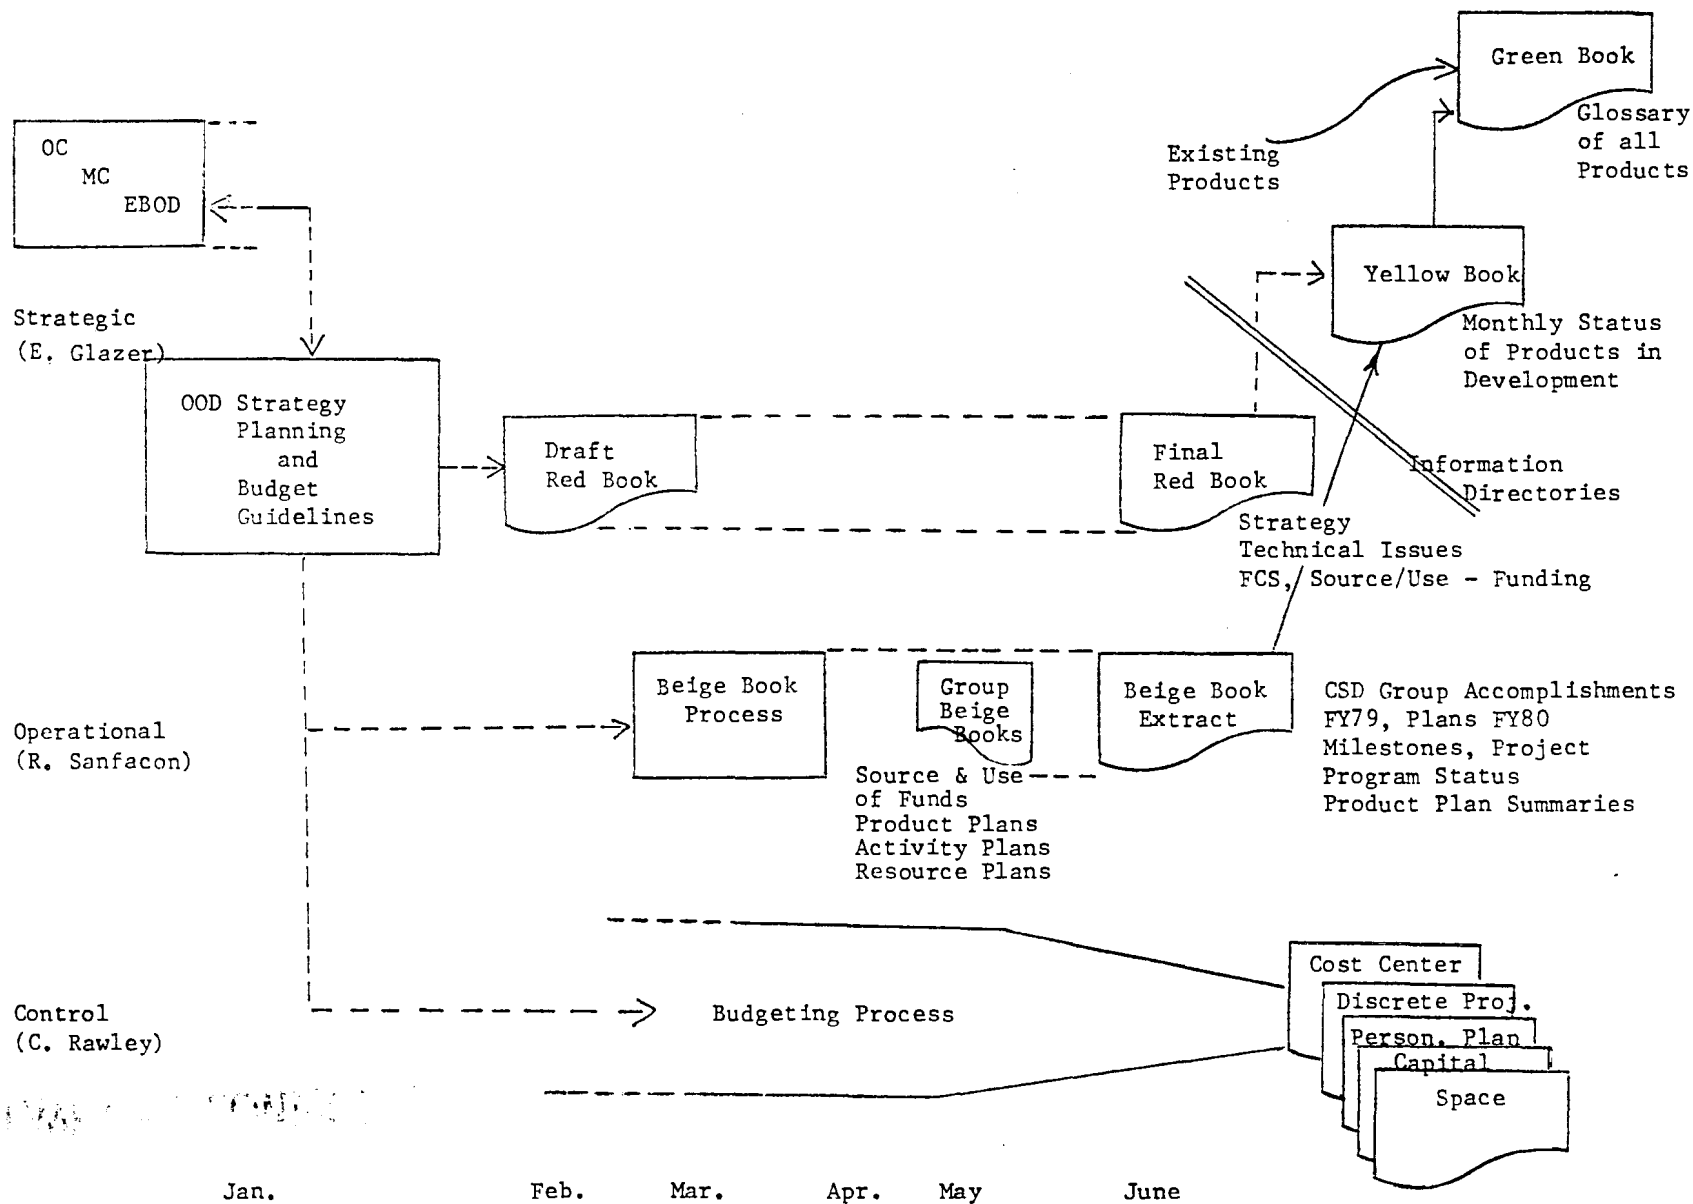 Green Book
Glossary
of all
Products
Existing
Products
OC
MC
EBOD
Yellow Book
Monthly Status
of Products in
Development
Strategic
(E. Glazer)
OOD Strategy
Planning
and
Budget
Guidelines
Draft
Red Book
Final
Red Book
Information
Directories
Strategy
Technical Issues
FCS, Source/Use - Funding
Operational
(R. Sanfacon)
Beige Book
Process
Group
Beige
Books
Source & Use
of Funds
Product Plans
Activity Plans
Resource Plans
Beige Book
Extract
CSD Group Accomplishments
FY79, Plans FY80
Milestones, Project
Program Status
Product Plan Summaries
Control
(C. Rawley)
Budgeting Process
Cost Center
Discrete Proj.
Person. Plan
Capital
Space
Jan. Feb. Mar. Apr. May June